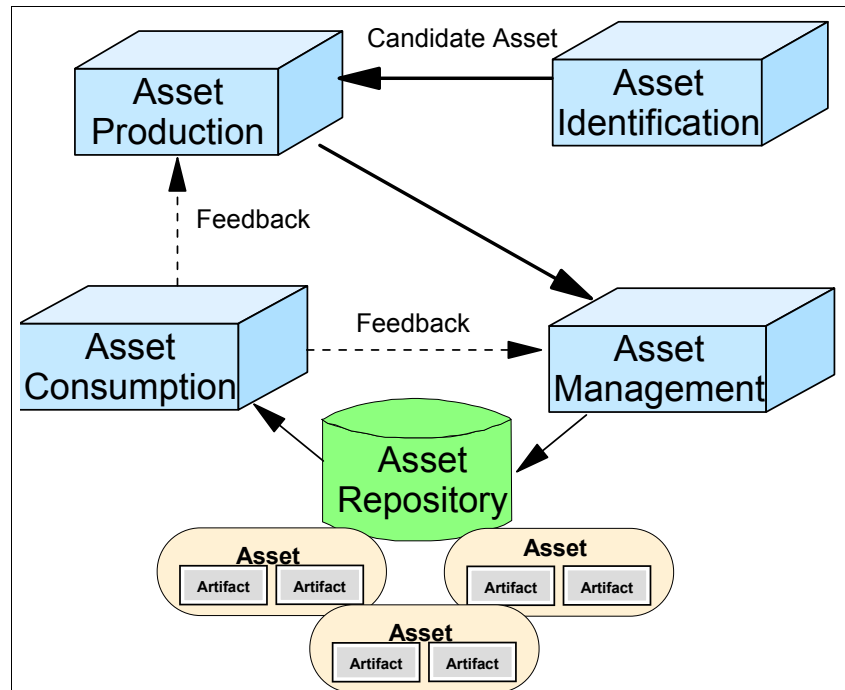 Candidate Asset
Asset
Production
Asset
Identification
Feedback
Feedback
Asset
Consumption
Asset
Management
Asset
Repository
Asset
Artifact
Artifact
Asset
Artifact
Artifact
Asset
Artifact
Artifact